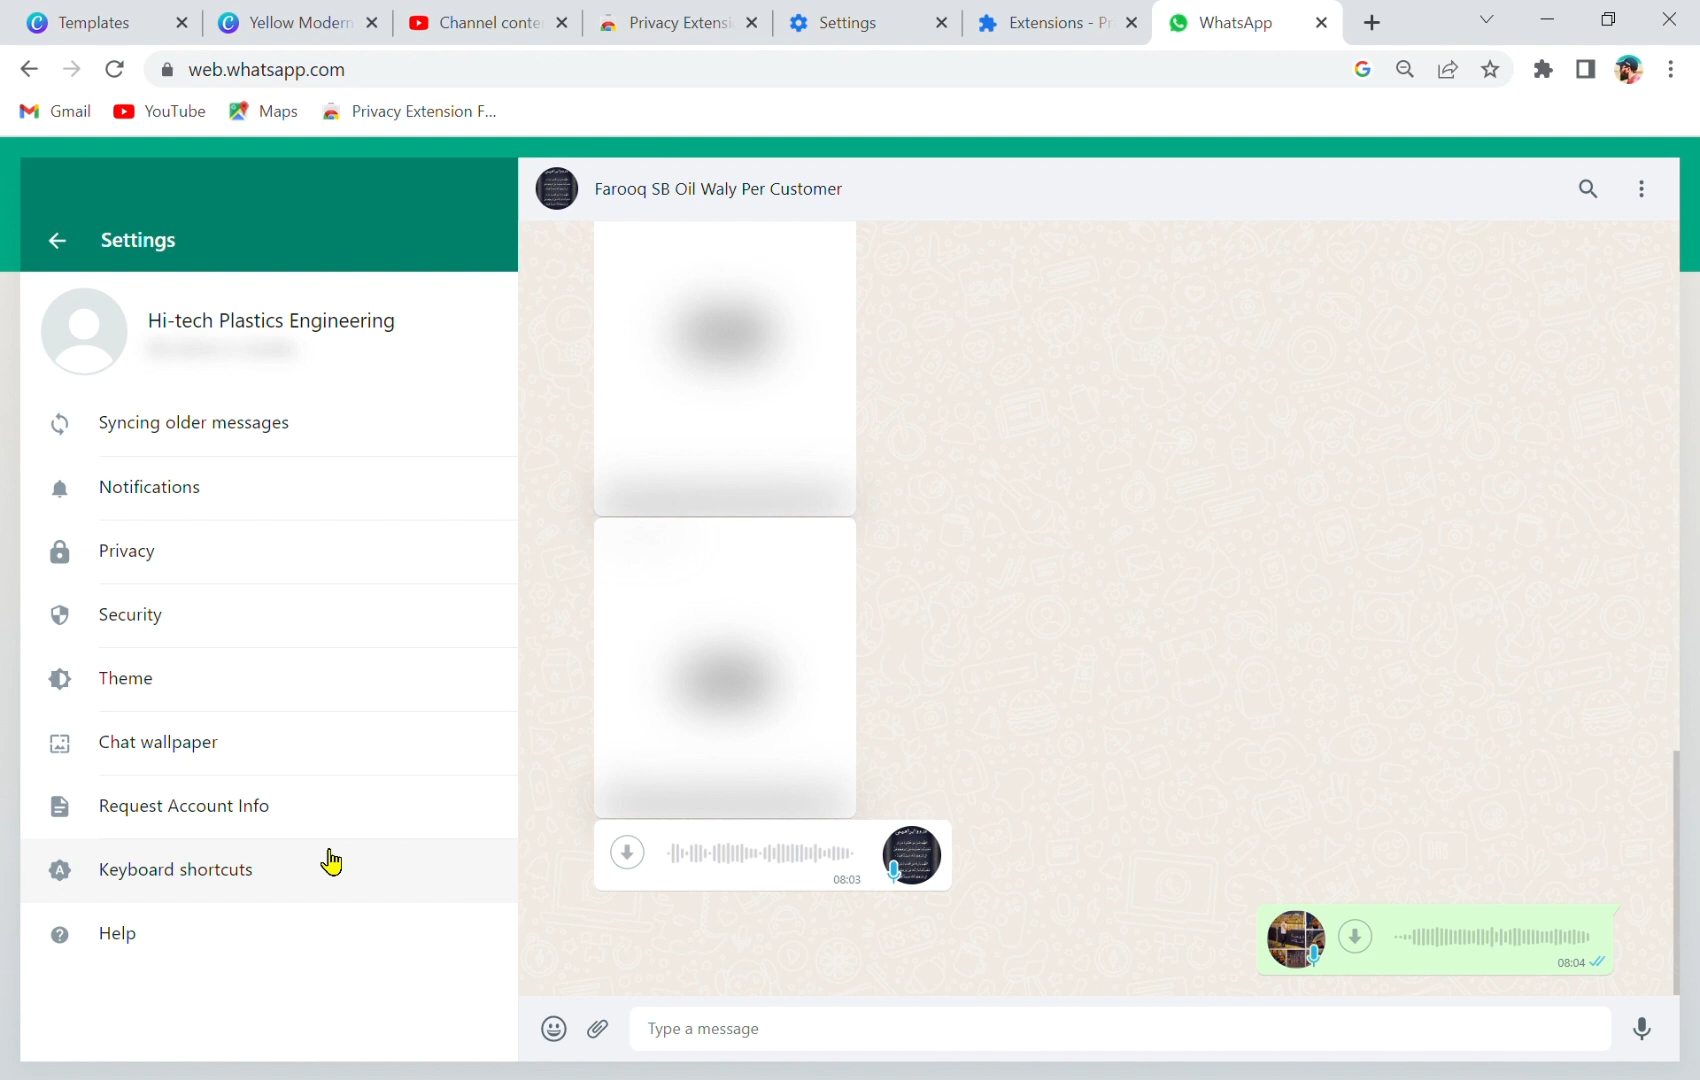 Templates
Yellow Modern
Channel conte
Privacy Extensi
Settings
Extensions - Pr
WhatsApp
web.whatsapp.com
Gmail
YouTube
Maps
Privacy Extension F...
Settings
Farooq SB Oil Waly Per Customer
Hi-tech Plastics Engineering
Syncing older messages
Notifications
Privacy
Security
Theme
Chat wallpaper
Request Account Info
Keyboard shortcuts
Help
08:03
08:04
Type a message